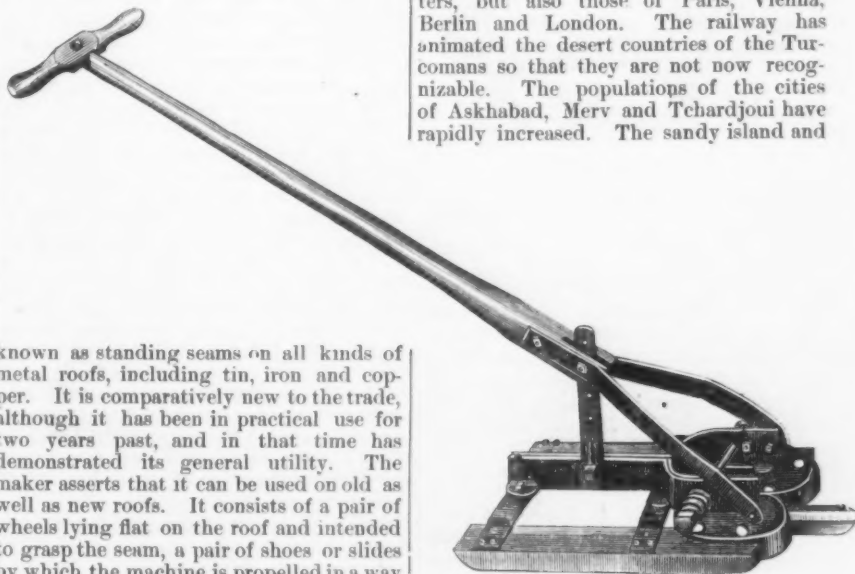 known as standing seams on all kinds of
metal roofs, including tin, iron and cop-
per. It is comparatively new to the trade,
although it has been in practical use for
two years past, and in that time has
demonstrated its general utility. The
maker asserts that it can be used on old as
well as new roofs. It consists of a pair of
wheels lying flat on the roof and intended
to grasp the seam, a pair of shoes or slides
by which the machine is propelled in a way
ters, but also those of Paris, Vienna,
Berlin and London. The railway has
animated the desert countries of the Tur-
comans so that they are not now recog-
nizable. The populations of the cities
of Askhabad, Merv and Tchardjoui have
rapidly increased. The sandy island and